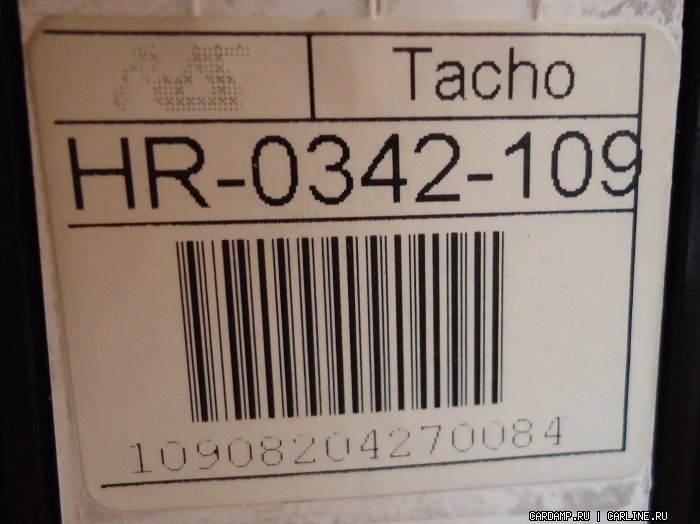 Tacho
HR-0342-109
10908204270084
CARDAMP.RU | CARLINE.RU